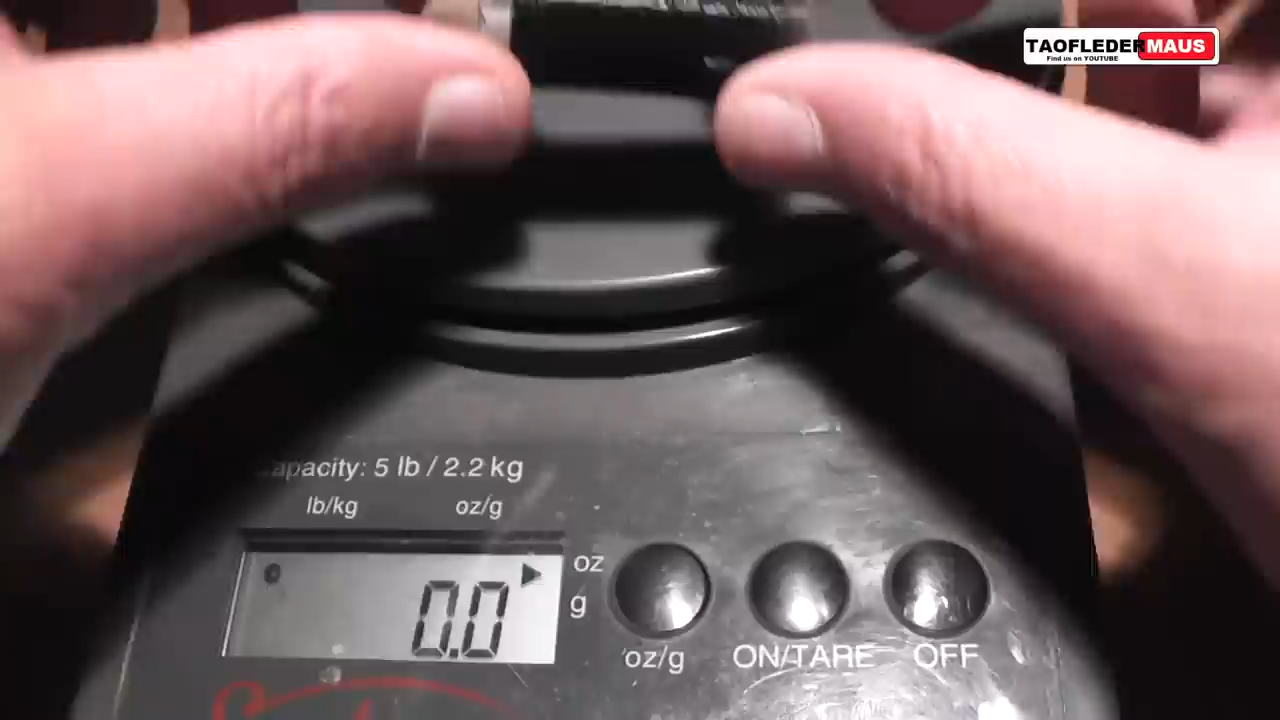 TAOFLEDERMAUS
Find us on YOUTUBE
apacity: 5 lb / 2.2 kg
lb/kg oz/g
oz
0.0
g
oz/g ON/TARE OFF